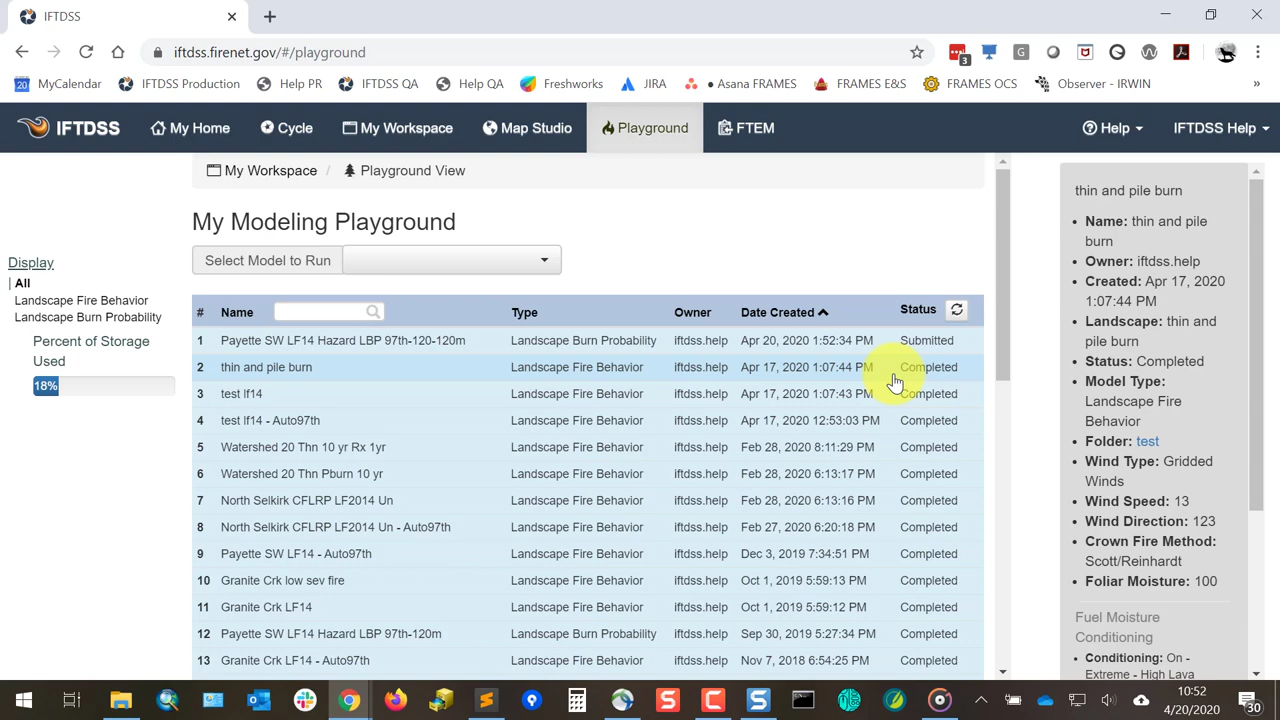 IFTDSS
iftdss.firenet.gov/#/playground
3
G
20 MyCalendar IFTDSS Production Help PR IFTDSS QA Help QA Freshworks JIRA Asana FRAMES FRAMES E&S FRAMES OCS Observer - IRWIN »
IFTDSS My Home Cycle My Workspace Map Studio Playground FTEM Help IFTDSS Help
My Workspace / Playground View
My Modeling Playground
Select Model to Run
Display
All
Landscape Fire Behavior
Landscape Burn Probability
Percent of Storage
Used
18%
# Name Type Owner Date Created Status
1 Payette SW LF14 Hazard LBP 97th-120-120m Landscape Burn Probability iftdss.help Apr 20, 2020 1:52:34 PM Submitted
2 thin and pile burn Landscape Fire Behavior iftdss.help Apr 17, 2020 1:07:44 PM Completed
3 test lf14 Landscape Fire Behavior iftdss.help Apr 17, 2020 1:07:43 PM Completed
4 test lf14 - Auto97th Landscape Fire Behavior iftdss.help Apr 17, 2020 12:53:03 PM Completed
5 Watershed 20 Thn 10 yr Rx 1yr Landscape Fire Behavior iftdss.help Feb 28, 2020 8:11:29 PM Completed
6 Watershed 20 Thn Pburn 10 yr Landscape Fire Behavior iftdss.help Feb 28, 2020 6:13:17 PM Completed
7 North Selkirk CFLRP LF2014 Un Landscape Fire Behavior iftdss.help Feb 28, 2020 6:13:16 PM Completed
8 North Selkirk CFLRP LF2014 Un - Auto97th Landscape Fire Behavior iftdss.help Feb 27, 2020 6:20:18 PM Completed
9 Payette SW LF14 - Auto97th Landscape Fire Behavior iftdss.help Dec 3, 2019 7:34:51 PM Completed
10 Granite Crk low sev fire Landscape Fire Behavior iftdss.help Oct 1, 2019 5:59:13 PM Completed
11 Granite Crk LF14 Landscape Fire Behavior iftdss.help Oct 1, 2019 5:59:12 PM Completed
12 Payette SW LF14 Hazard LBP 97th-120m Landscape Burn Probability iftdss.help Sep 30, 2019 5:27:34 PM Completed
13 Granite Crk LF14 - Auto97th Landscape Fire Behavior iftdss.help Nov 7, 2018 6:54:25 PM Completed
thin and pile burn
Name: thin and pile
burn
Owner: iftdss.help
Created: Apr 17, 2020
1:07:44 PM
Landscape: thin and
pile burn
Status: Completed
Model Type:
Landscape Fire
Behavior
Folder: test
Wind Type: Gridded
Winds
Wind Speed: 13
Wind Direction: 123
Crown Fire Method:
Scott/Reinhardt
Foliar Moisture: 100
Fuel Moisture
Conditioning
Conditioning: On -
Extreme - High Lava
10:52
4/20/2020
30